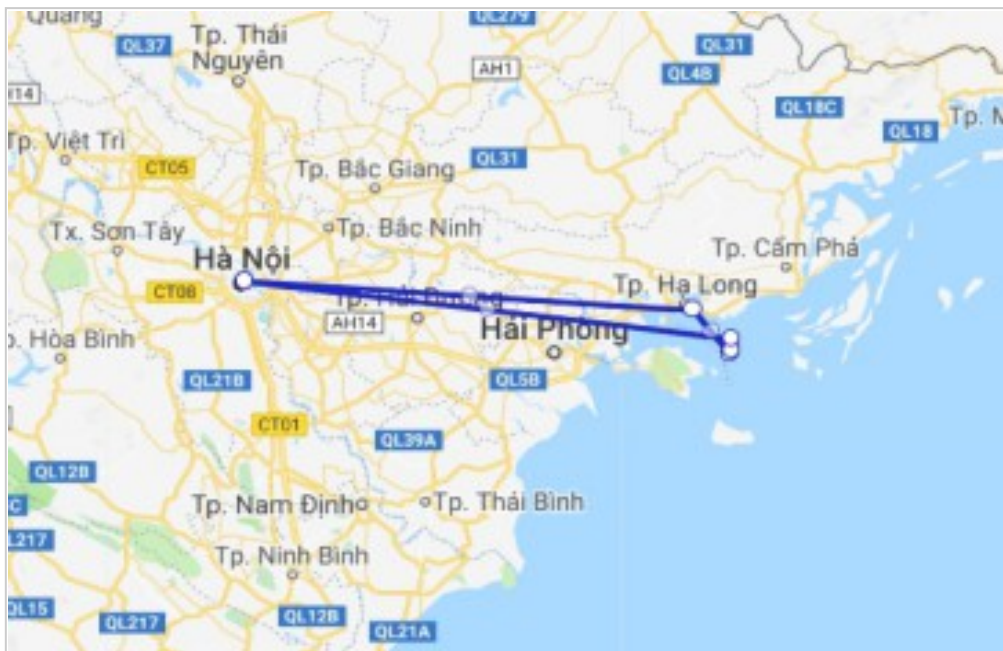 Quang
QL279
QL37
Tp. Thái
Nguyên
QL31
AH1
QL4B
H14
QL18C
QL18
Tp. M
Tp. Việt Trì
CT05
QL31
Tp. Bắc Giang
Tx. Sơn Tây
Tp. Bắc Ninh
Tp. Cẩm Phả
Hà Nội
CT08
Tp. Hạ Long
AH14
Hải Phòng
p. Hòa Bình
QL21B
QL5B
CT01
QL39A
QL12B
C
Tp. Nam Định
Tp. Thái Bình
L217
Tp. Ninh Bình
QL15
QL217
QL12B
QL21A